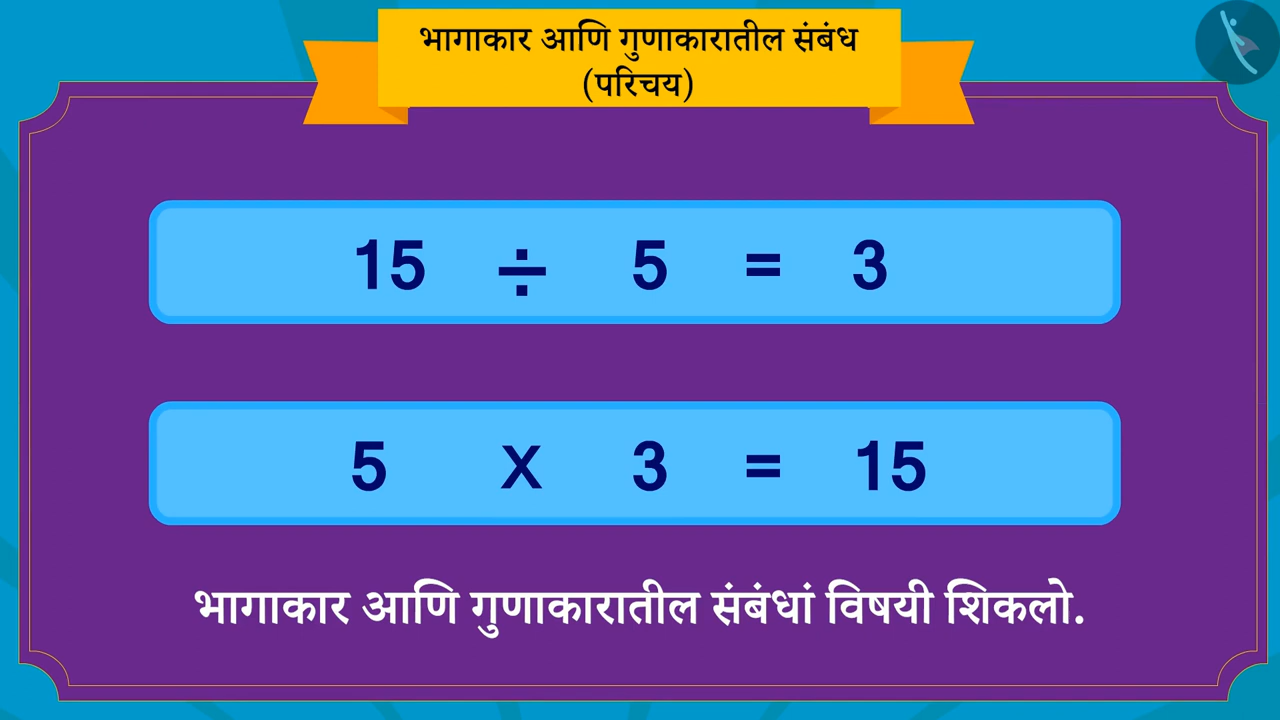 भागाकार आणि गुणाकारातील संबंध
(परिचय)
15 ÷ 5 = 3
5 x 3 = 15
भागाकार आणि गुणाकारातील संबंधां विषयी शिकलो.